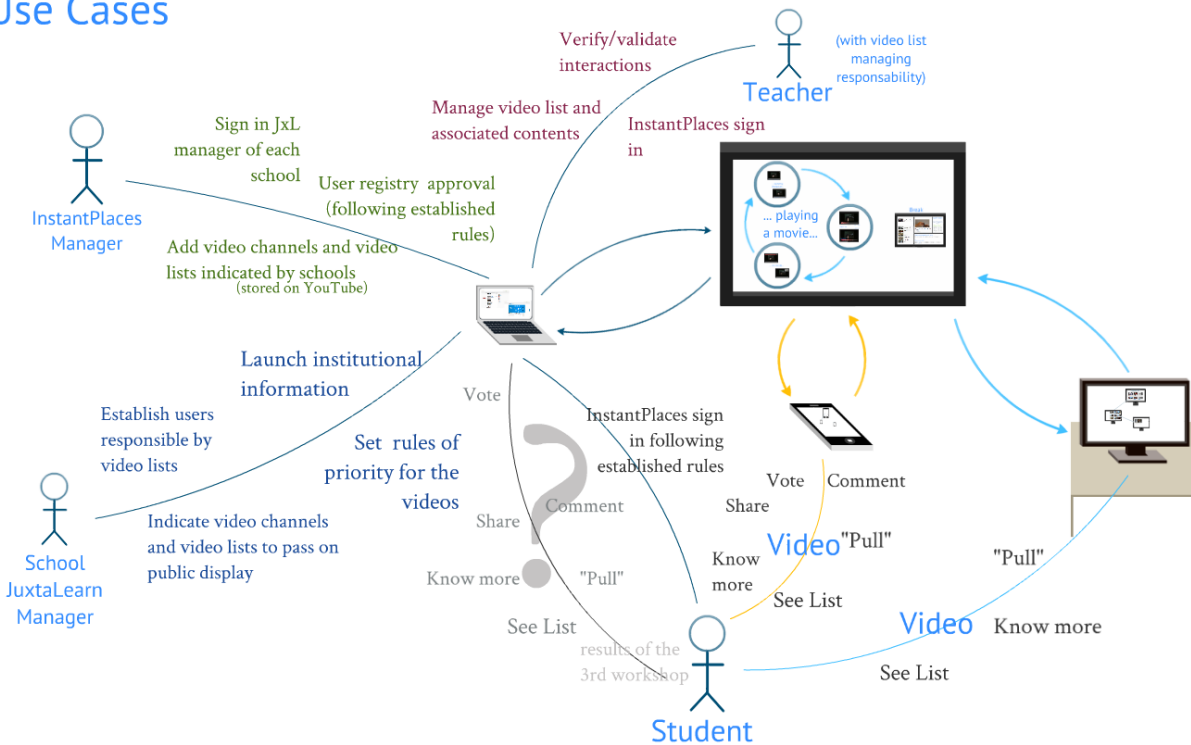 Use Cases
Verify/validate
interactions
(with video list
managing
responsability)
Teacher
Manage video list and
associated contents
InstantPlaces sign
in
Sign in JxL
manager of each
school
InstantPlaces
Manager
User registry approval
(following established
rules)
Add video channels and video
lists indicated by schools
(stored on YouTube)
... playing
a movie...
Launch institutional
information
Establish users
responsible by
video lists
Set rules of
priority for the
videos
Indicate video channels
and video lists to pass on
public display
School
JuxtaLearn
Manager
Vote
?
Comment
Share
Know more
"Pull"
See List
results of the
3rd workshop
InstantPlaces sign
in following
established rules
Vote
Comment
Share
Video
"Pull"
Know
more
See List
Student
"Pull"
Video
Know more
See List